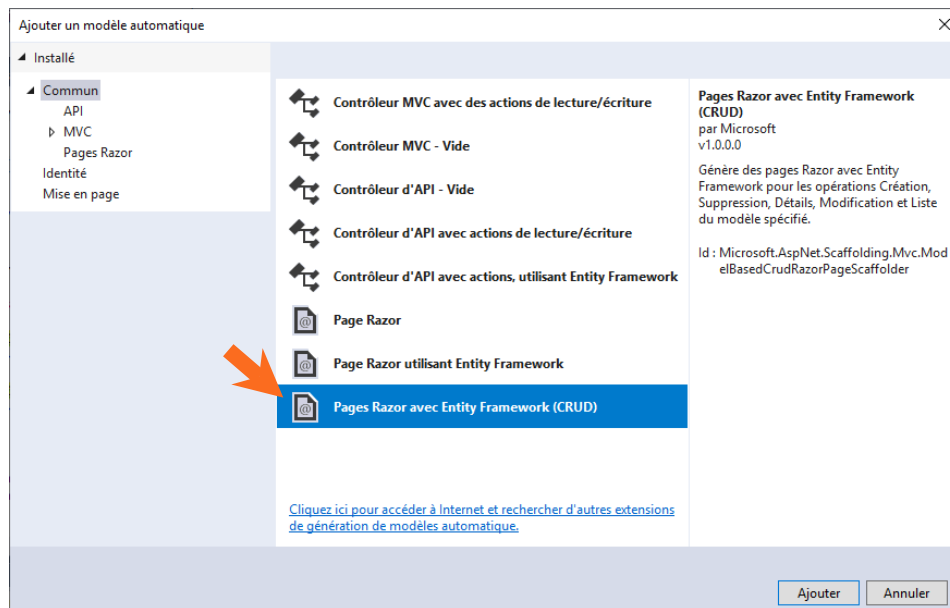 Ajouter un modèle automatique
Installé
Commun
API
MVC
Pages Razor
Identité
Mise en page
Contrôleur MVC avec des actions de lecture/écriture
Contrôleur MVC - Vide
Contrôleur d'API - Vide
Contrôleur d'API avec actions de lecture/écriture
Contrôleur d'API avec actions, utilisant Entity Framework
Page Razor
Page Razor utilisant Entity Framework
Pages Razor avec Entity Framework (CRUD)
Cliquez ici pour accéder à Internet et rechercher d'autres extensions
de génération de modèles automatique.
Pages Razor avec Entity Framework
(CRUD)
par Microsoft
v1.0.0.0
Génère des pages Razor avec Entity
Framework pour les opérations Création,
Suppression, Détails, Modification et Liste
du modèle spécifié.
Id : Microsoft.AspNet.Scaffolding.Mvc.Mod
elBasedCrudRazorPageScaffolder
Ajouter
Annuler